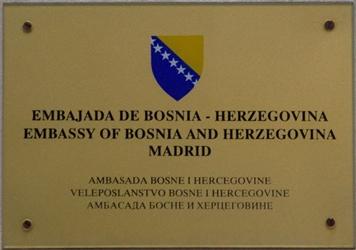 EMBAJADA DE BOSNIA - HERZEGOVINA
EMBASSY OF BOSNIA AND HERZEGOVINA
MADRID
AMBASADA BOSNE I HERCEGOVINE
VELEPOSLANSTVO BOSNE I HERCEGOVINE
АМБАСАДА БОСНЕ И ХЕРЦЕГОВИНЕ